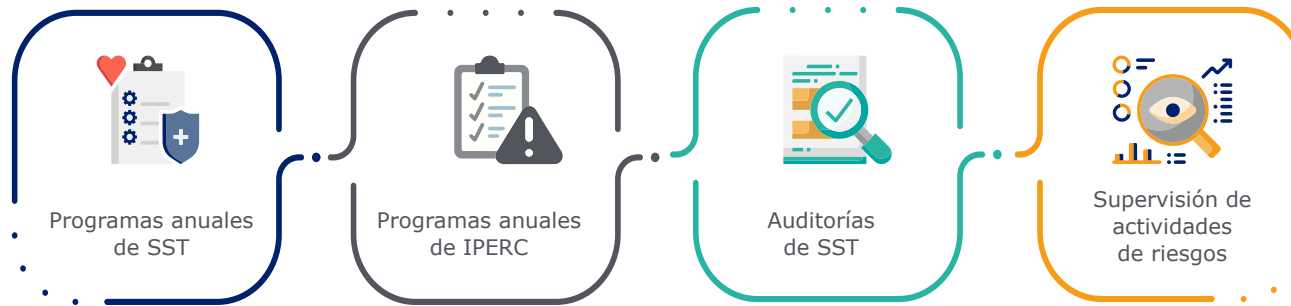 Programas anuales
de SST
Programas anuales
de IPERC
Auditorías
de SST
Supervisión de
actividades
de riesgos